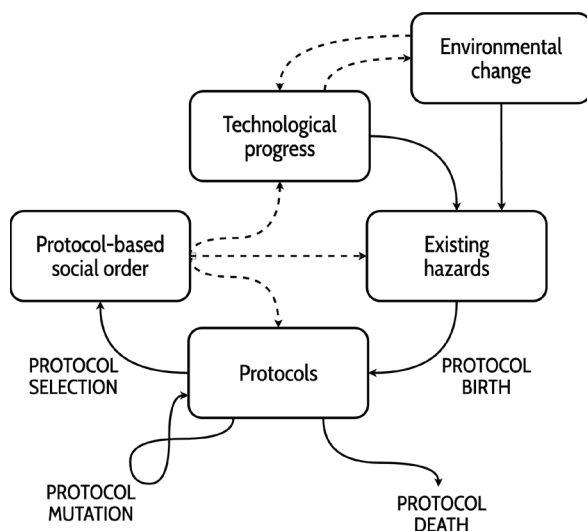 Environmental
change
Technological
progress
Protocol-based
social order
Existing
hazards
PROTOCOL
SELECTION
Protocols
PROTOCOL
BIRTH
PROTOCOL
MUTATION
PROTOCOL
DEATH